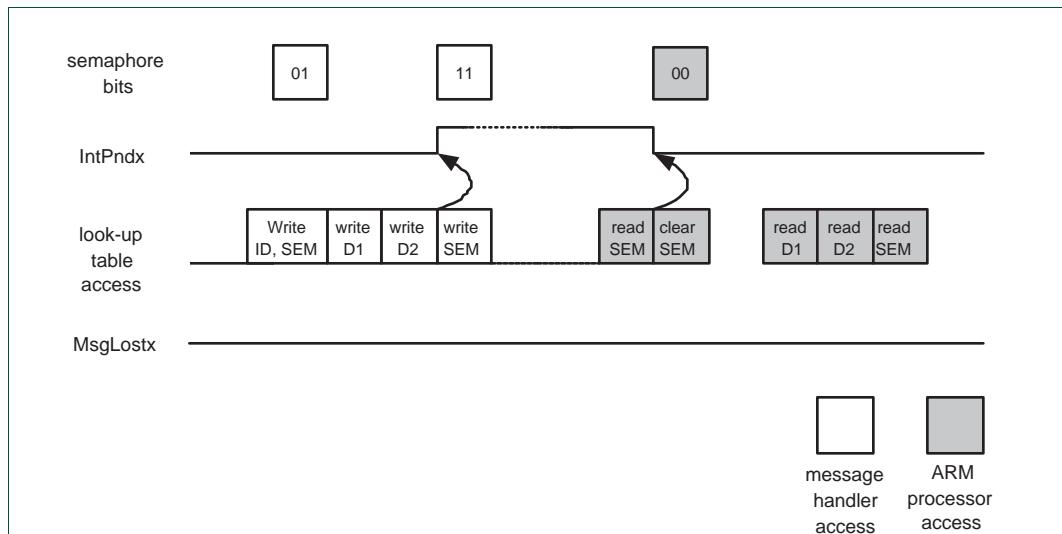 semaphore
bits
01
11
00
IntPndx
look-up
table
access
Write
ID, SEM
write
D1
write
D2
write
SEM
read
SEM
clear
SEM
read
D1
read
D2
read
SEM
MsgLostx
message
handler
access
ARM
processor
access